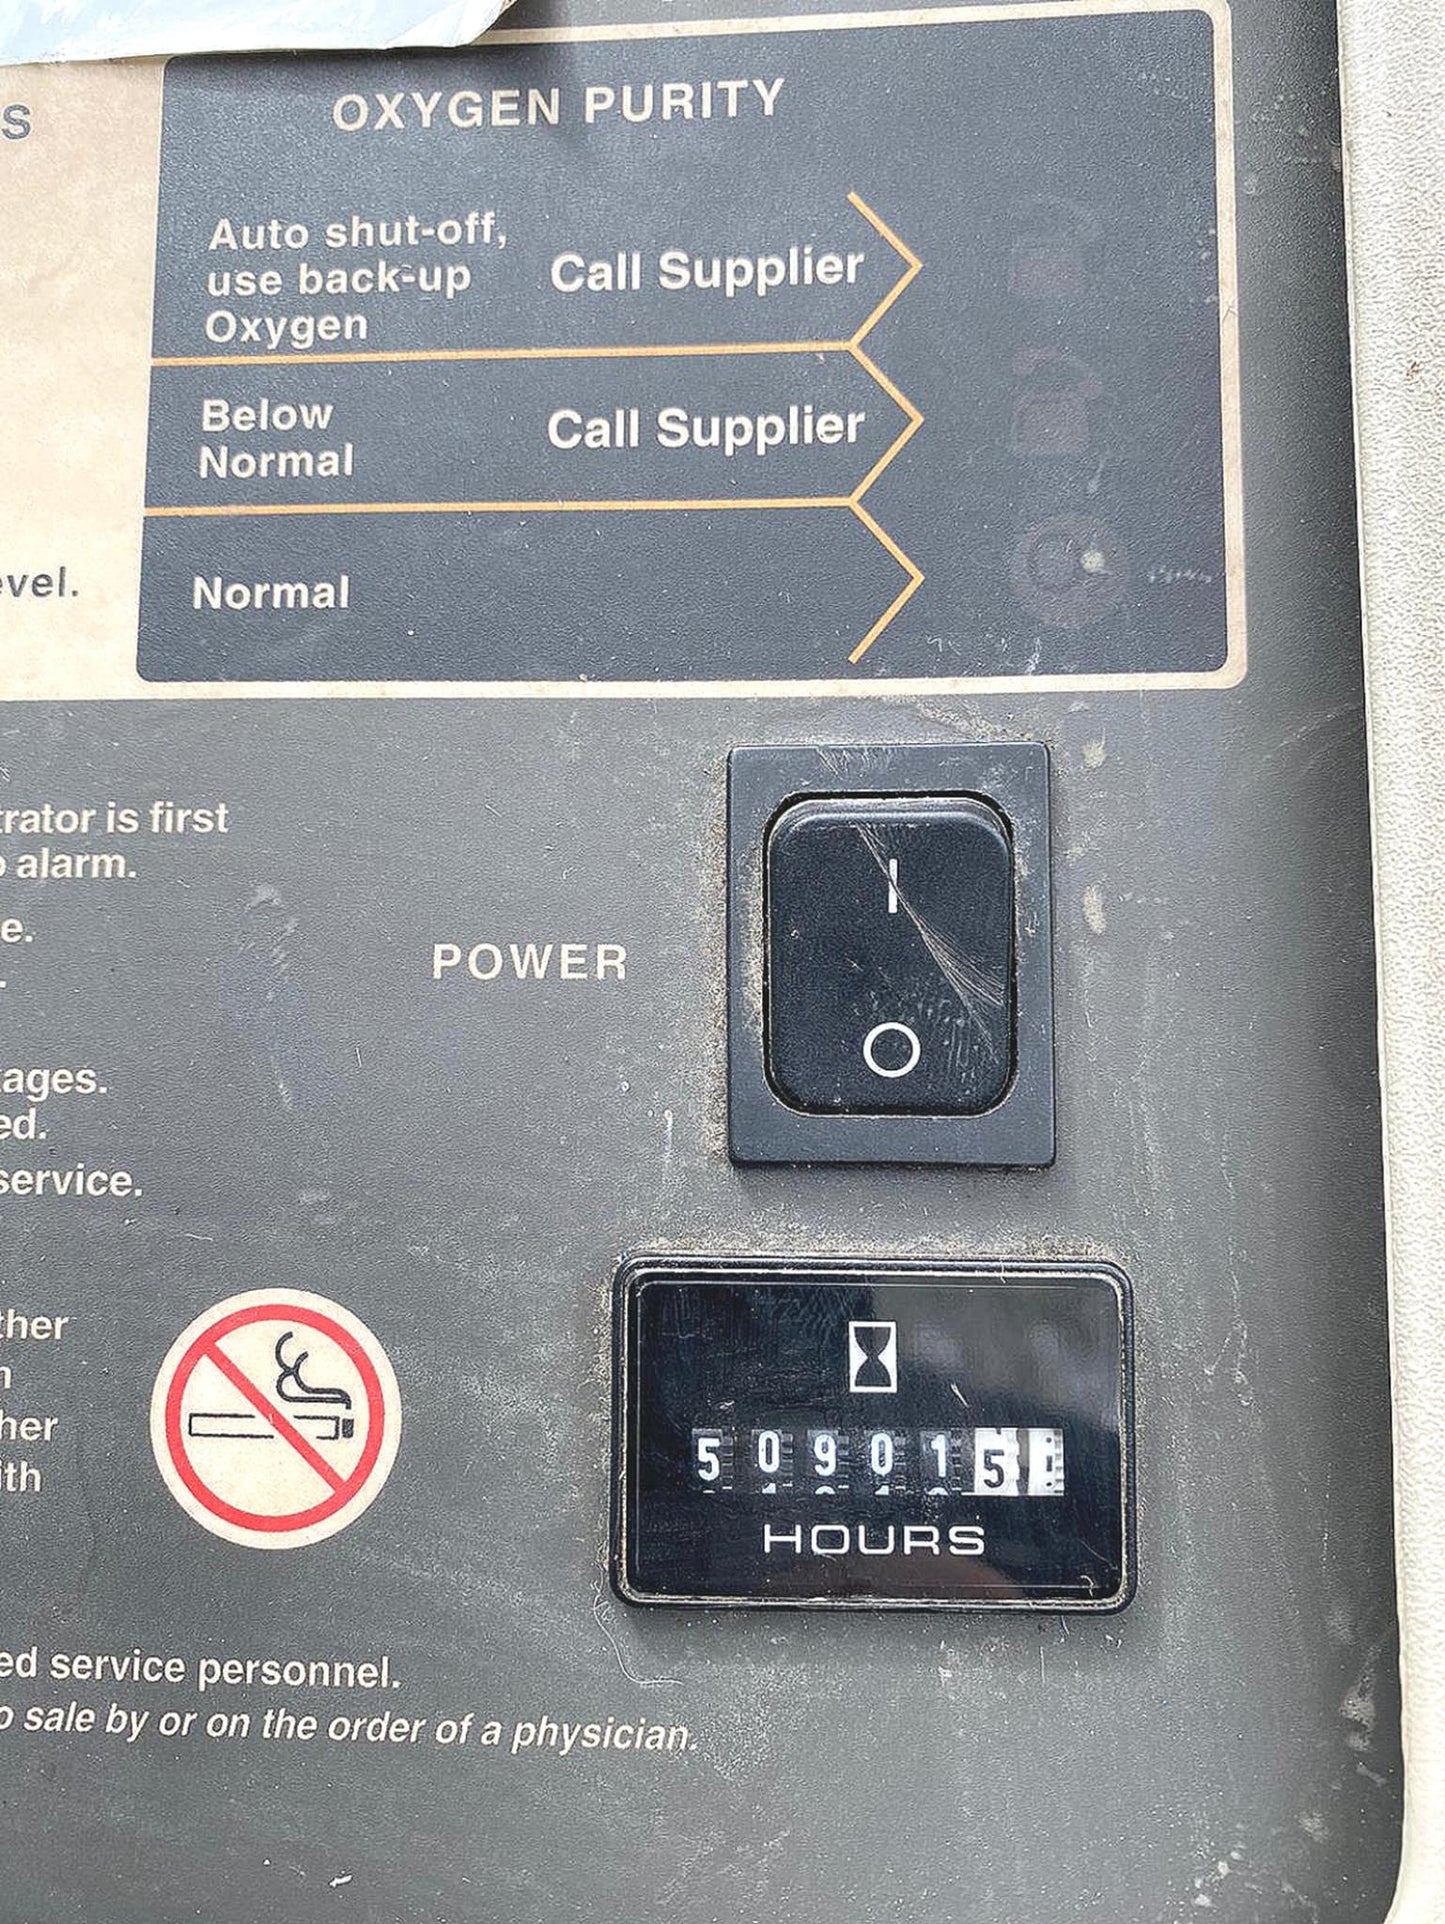 s
OXYGEN PURITY
Auto shut-off,
use back-up
Oxygen
Call Supplier
Below
Normal
Call Supplier
evel.
Normal
trator is first
o alarm.
e.
POWER
I
O
kages.
ed.
service.
ther
n
her
ith
5 0 9 0 1 5
HOURS
ed service personnel.
o sale by or on the order of a physician.